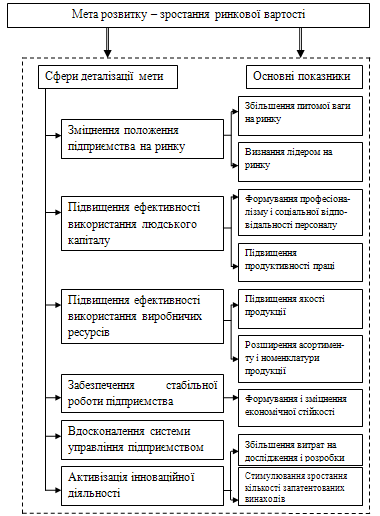 Мета розвитку – зростання ринкової вартості
Сфери деталізації мети
Основні показники
Зміцнення положення
підприємства на ринку
Збільшення питомої ваги
на ринку
Визнання лідером на
ринку
Підвищення ефективності
використання людського
капіталу
Формування професіона-
лізму і соціальної відпо-
відальності персоналу
Підвищення
продуктивності праці
Підвищення ефективності
використання виробничих
ресурсів
Підвищення якості
продукції
Розширення асортимен-
ту і номенклатури
продукції
Забезпечення стабільної
роботи підприємства
Формування і зміцнення
економічної стійкості
Вдосконалення системи
управління підприємством
Активізація інноваційної
діяльності
Збільшення витрат на
дослідження і розробки
Стимулювання зростання
кількості запатентованих
винаходів